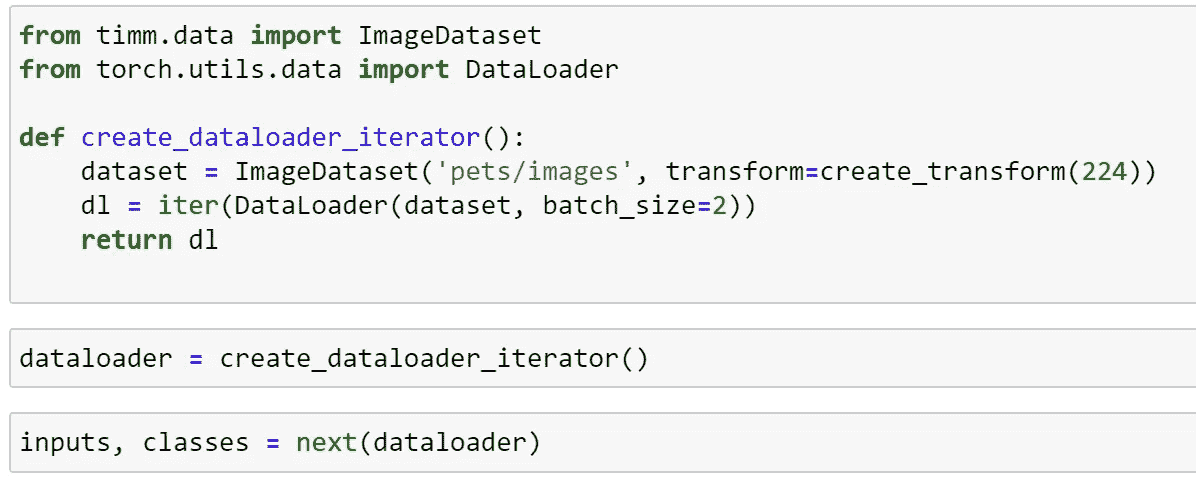 from timm.data import ImageDataset
from torch.utils.data import DataLoader
def create_dataloader_iterator():
    dataset = ImageDataset('pets/images', transform=create_transform(224))
    dl = iter(DataLoader(dataset, batch_size=2))
    return dl
dataloader = create_dataloader_iterator()
inputs, classes = next(dataloader)